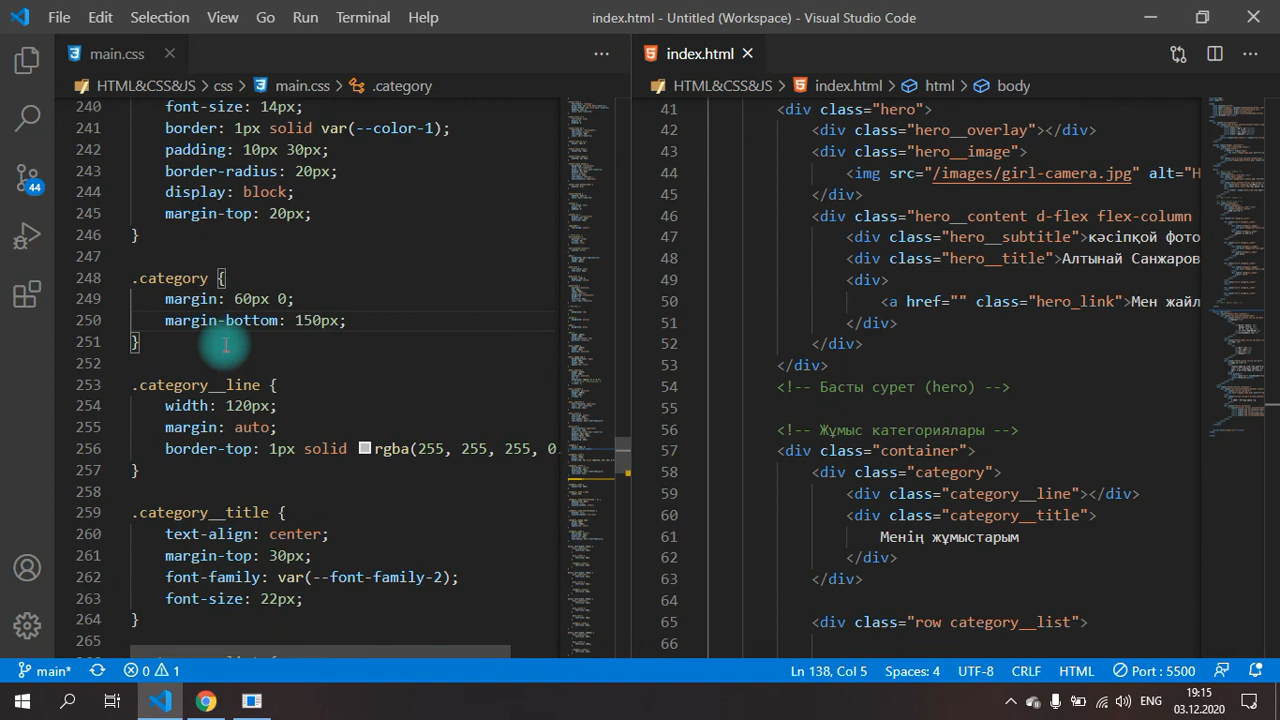 File Edit Selection View Go Run Terminal Help
index.html - Untitled (Workspace) - Visual Studio Code
main.css
HTML&CSS&JS > css > main.css > .category
240 font-size: 14px;
241 border: 1px solid var(--color-1);
242 padding: 10px 30px;
243 border-radius: 20px;
244 display: block;
245 margin-top: 20px;
246 }
247
248 .category {
249 margin: 60px 0;
250 margin-bottom: 150px;
251 }
252
253 .category__line {
254 width: 120px;
255 margin: auto;
256 border-top: 1px solid rgba(255, 255, 255, 0.
257 }
258
259 .category__title {
260 text-align: center;
261 margin-top: 30px;
262 font-family: var(--font-family-2);
263 font-size: 22px;
264 }
265
index.html
HTML&CSS&JS > index.html > html > body
41 <div class="hero">
42 <div class="hero__overlay"></div>
43 <div class="hero__image">
44 <img src="/images/girl-camera.jpg" alt="H
45 </div>
46 <div class="hero__content d-flex flex-column
47 <div class="hero__subtitle">кәсіпқой фото
48 <div class="hero__title">Алтынай Санжаров
49 <div>
50 <a href="" class="hero_link">Мен жайл
51 </div>
52 </div>
53 </div>
54 <!-- Басты сурет (hero) -->
55
56 <!-- Жұмыс категориялары -->
57 <div class="container">
58 <div class="category">
59 <div class="category__line"></div>
60 <div class="category__title">
61 Менің жұмыстарым
62 </div>
63 </div>
64
65 <div class="row category__list">
66
44
main* 0 1
Ln 138, Col 5 Spaces: 4 UTF-8 CRLF HTML Port : 5500
ENG
19:15
03.12.2020